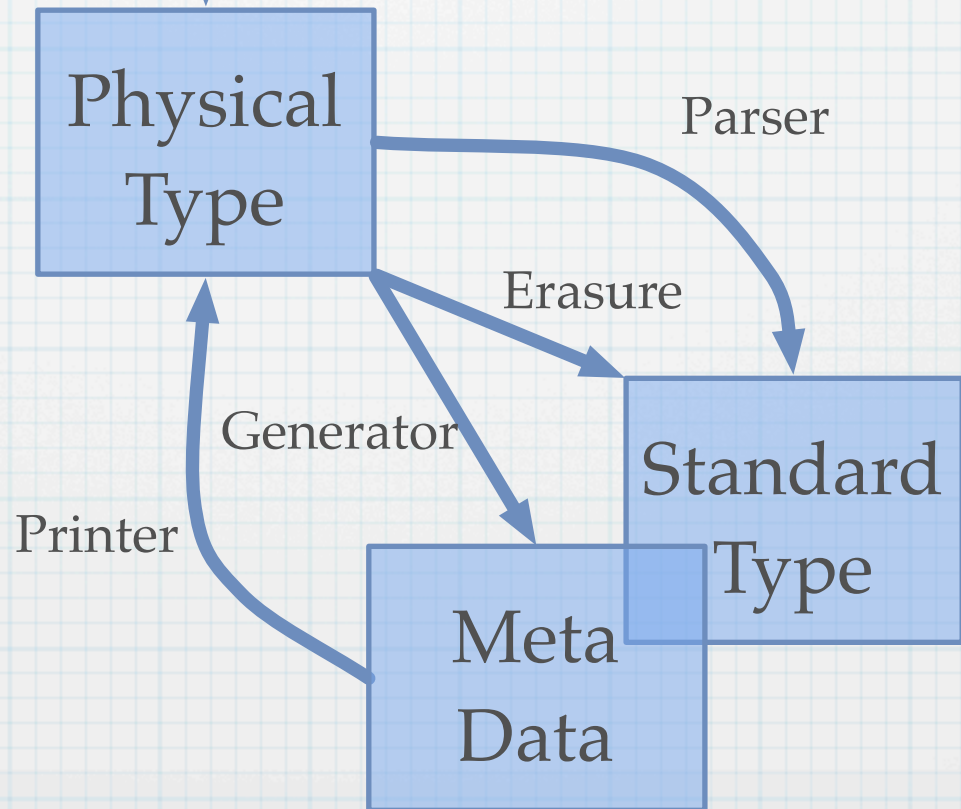 Physical
Type
Parser
Erasure
Generator
Standard
Type
Printer
Meta
Data